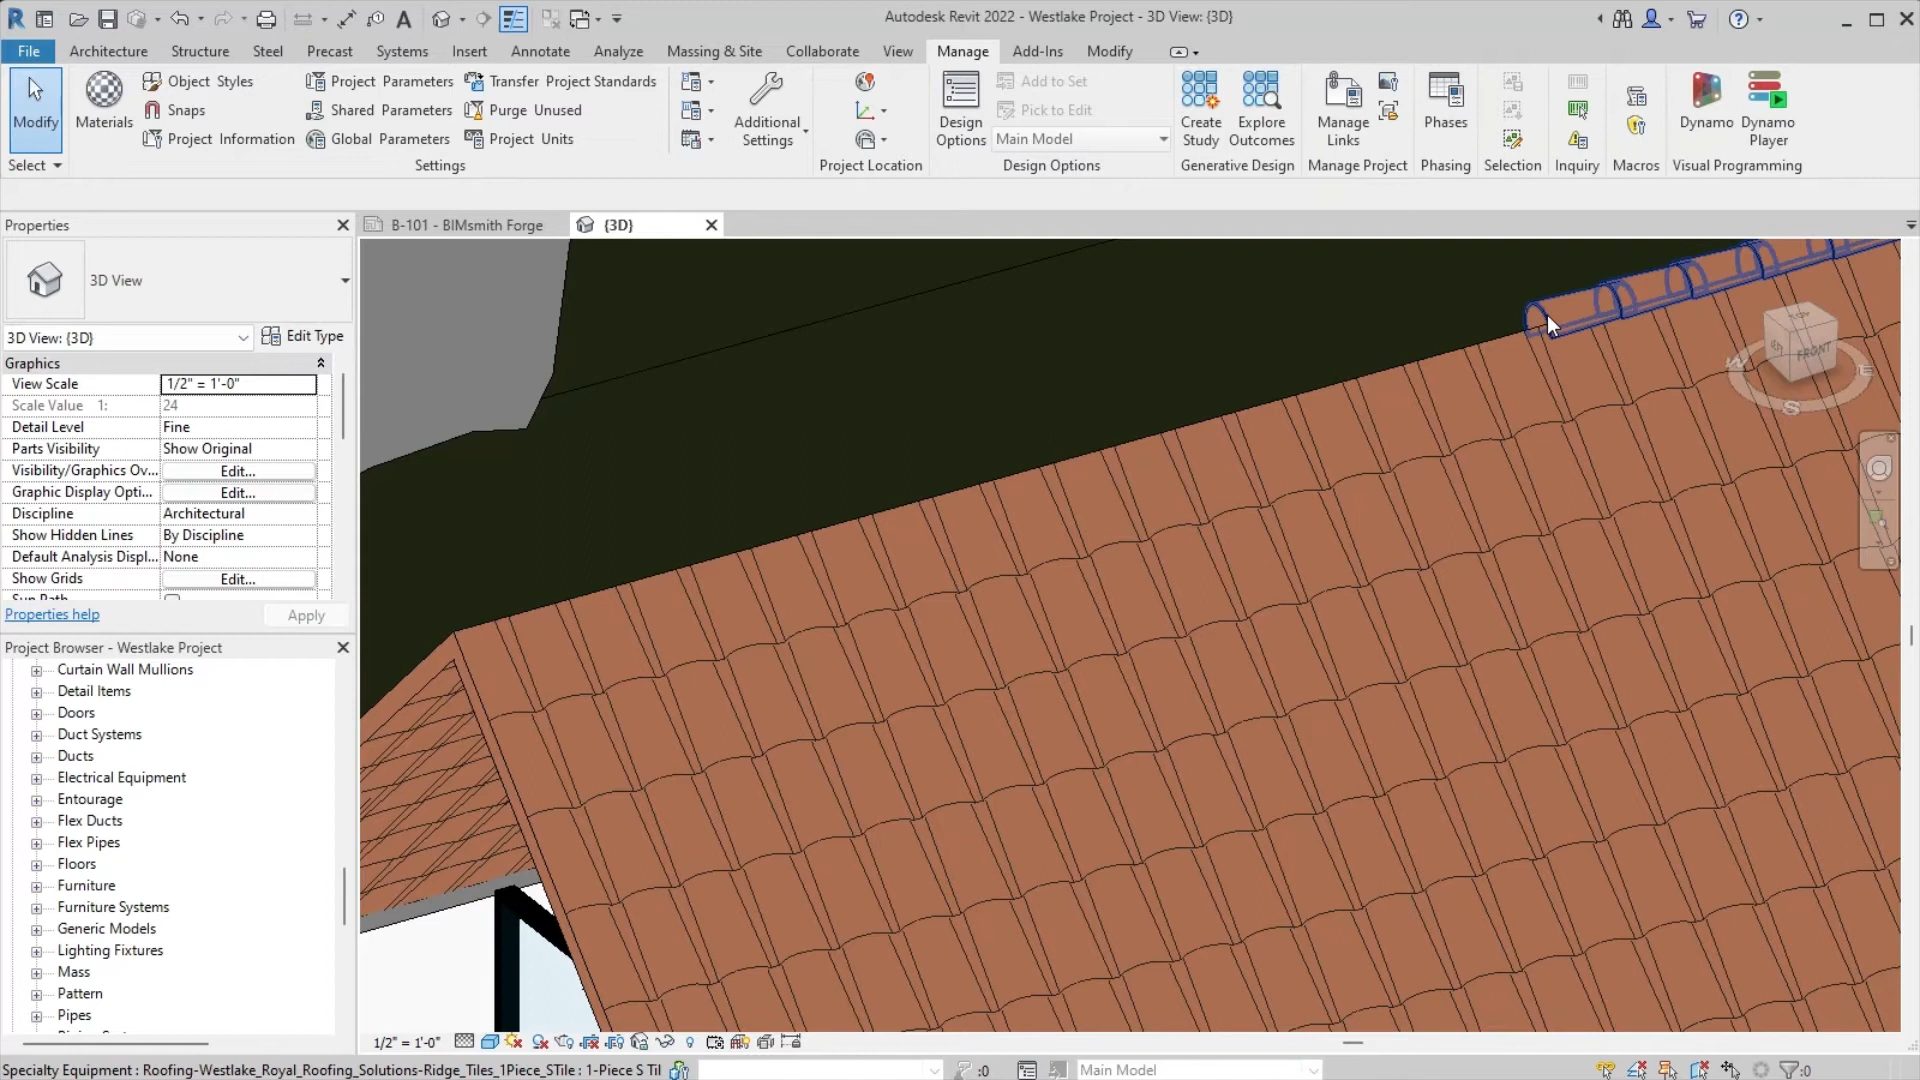 Autodesk Revit 2022 - Westlake Project - 3D View: {3D}
File Architecture Structure Steel Precast Systems Insert Annotate Analyze Massing & Site Collaborate View Manage Add-Ins Modify
Modify
Select
Materials
Object Styles
Snaps
Project Information
Project Parameters
Shared Parameters
Global Parameters
Transfer Project Standards
Purge Unused
Project Units
Settings
Additional
Settings
Project Location
Design
Options
Add to Set
Pick to Edit
Main Model
Design Options
Create
Study
Explore
Outcomes
Generative Design
Manage
Links
Manage Project
Phases
Phasing
Selection
Inquiry
Macros
Dynamo
Dynamo
Player
Visual Programming
Properties
B-101 - BIMsmith Forge
{3D}
3D View
3D View: {3D}
Edit Type
Graphics
View Scale 1/2" = 1'-0"
Scale Value 1: 24
Detail Level Fine
Parts Visibility Show Original
Visibility/Graphics Ov... Edit...
Graphic Display Opti... Edit...
Discipline Architectural
Show Hidden Lines By Discipline
Default Analysis Displ... None
Show Grids Edit...
Sun Path
Properties help
Apply
Project Browser - Westlake Project
Curtain Wall Mullions
Detail Items
Doors
Duct Systems
Ducts
Electrical Equipment
Entourage
Flex Ducts
Flex Pipes
Floors
Furniture
Furniture Systems
Generic Models
Lighting Fixtures
Mass
Pattern
Pipes
TOP
LEFT
FRONT
W
E
S
1/2" = 1'-0"
Specialty Equipment : Roofing-Westlake_Royal_Roofing_Solutions-Ridge_Tiles_1Piece_STile : 1-Piece S Til
:0
Main Model
:0